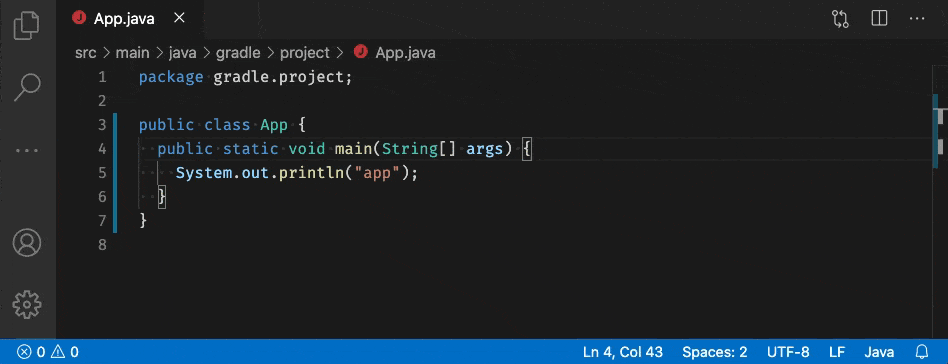 App.java
src > main > java > gradle > project > App.java
1 package gradle.project;
2
3 public class App {
4   public static void main(String[] args) {
5     System.out.println("app");
6   }
7 }
8
0 0 Ln 4, Col 43 Spaces: 2 UTF-8 LF Java